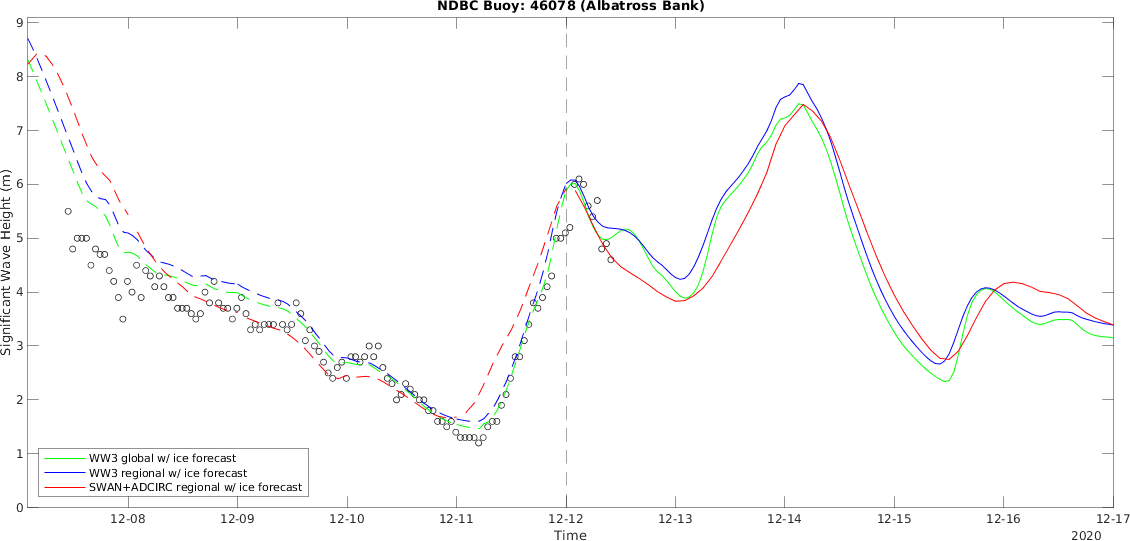 NDBC Buoy: 46078 (Albatross Bank)
9
8
7
6
5
4
3
2
1
0
Significant Wave Height (m)
WW3 global w/ ice forecast
WW3 regional w/ ice forecast
SWAN+ADCIRC regional w/ ice forecast
12-08 12-09 12-10 12-11 12-12 12-13 12-14 12-15 12-16 12-17
Time
2020